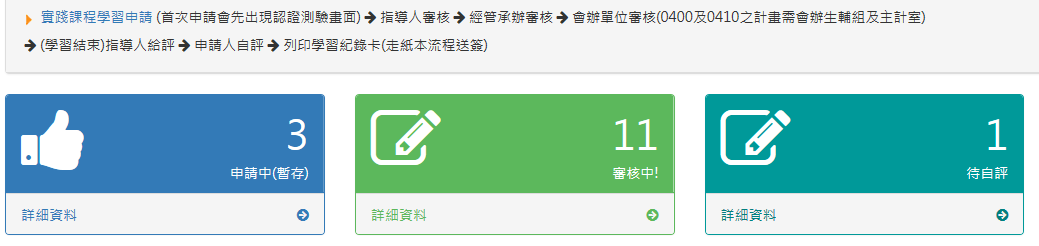 實踐課程學習申請 (首次申請會先出現認證測驗畫面) → 指導人審核 → 經管承辦審核 → 會辦單位審核(0400及0410之計畫需會辦生輔組及主計室)
→ (學習結束)指導人給評 → 申請人自評 → 列印學習紀錄卡(走紙本流程送簽)
3
申請中(暫存)
詳細資料
11
審核中!
詳細資料
1
待自評
詳細資料